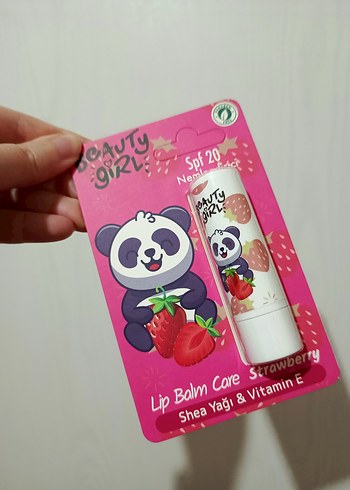 BEAUTY
GiRL
Spf 20
BEAUTY
GiRL
Lip Balm Care Strawberry
Shea Yağı & Vitamin E